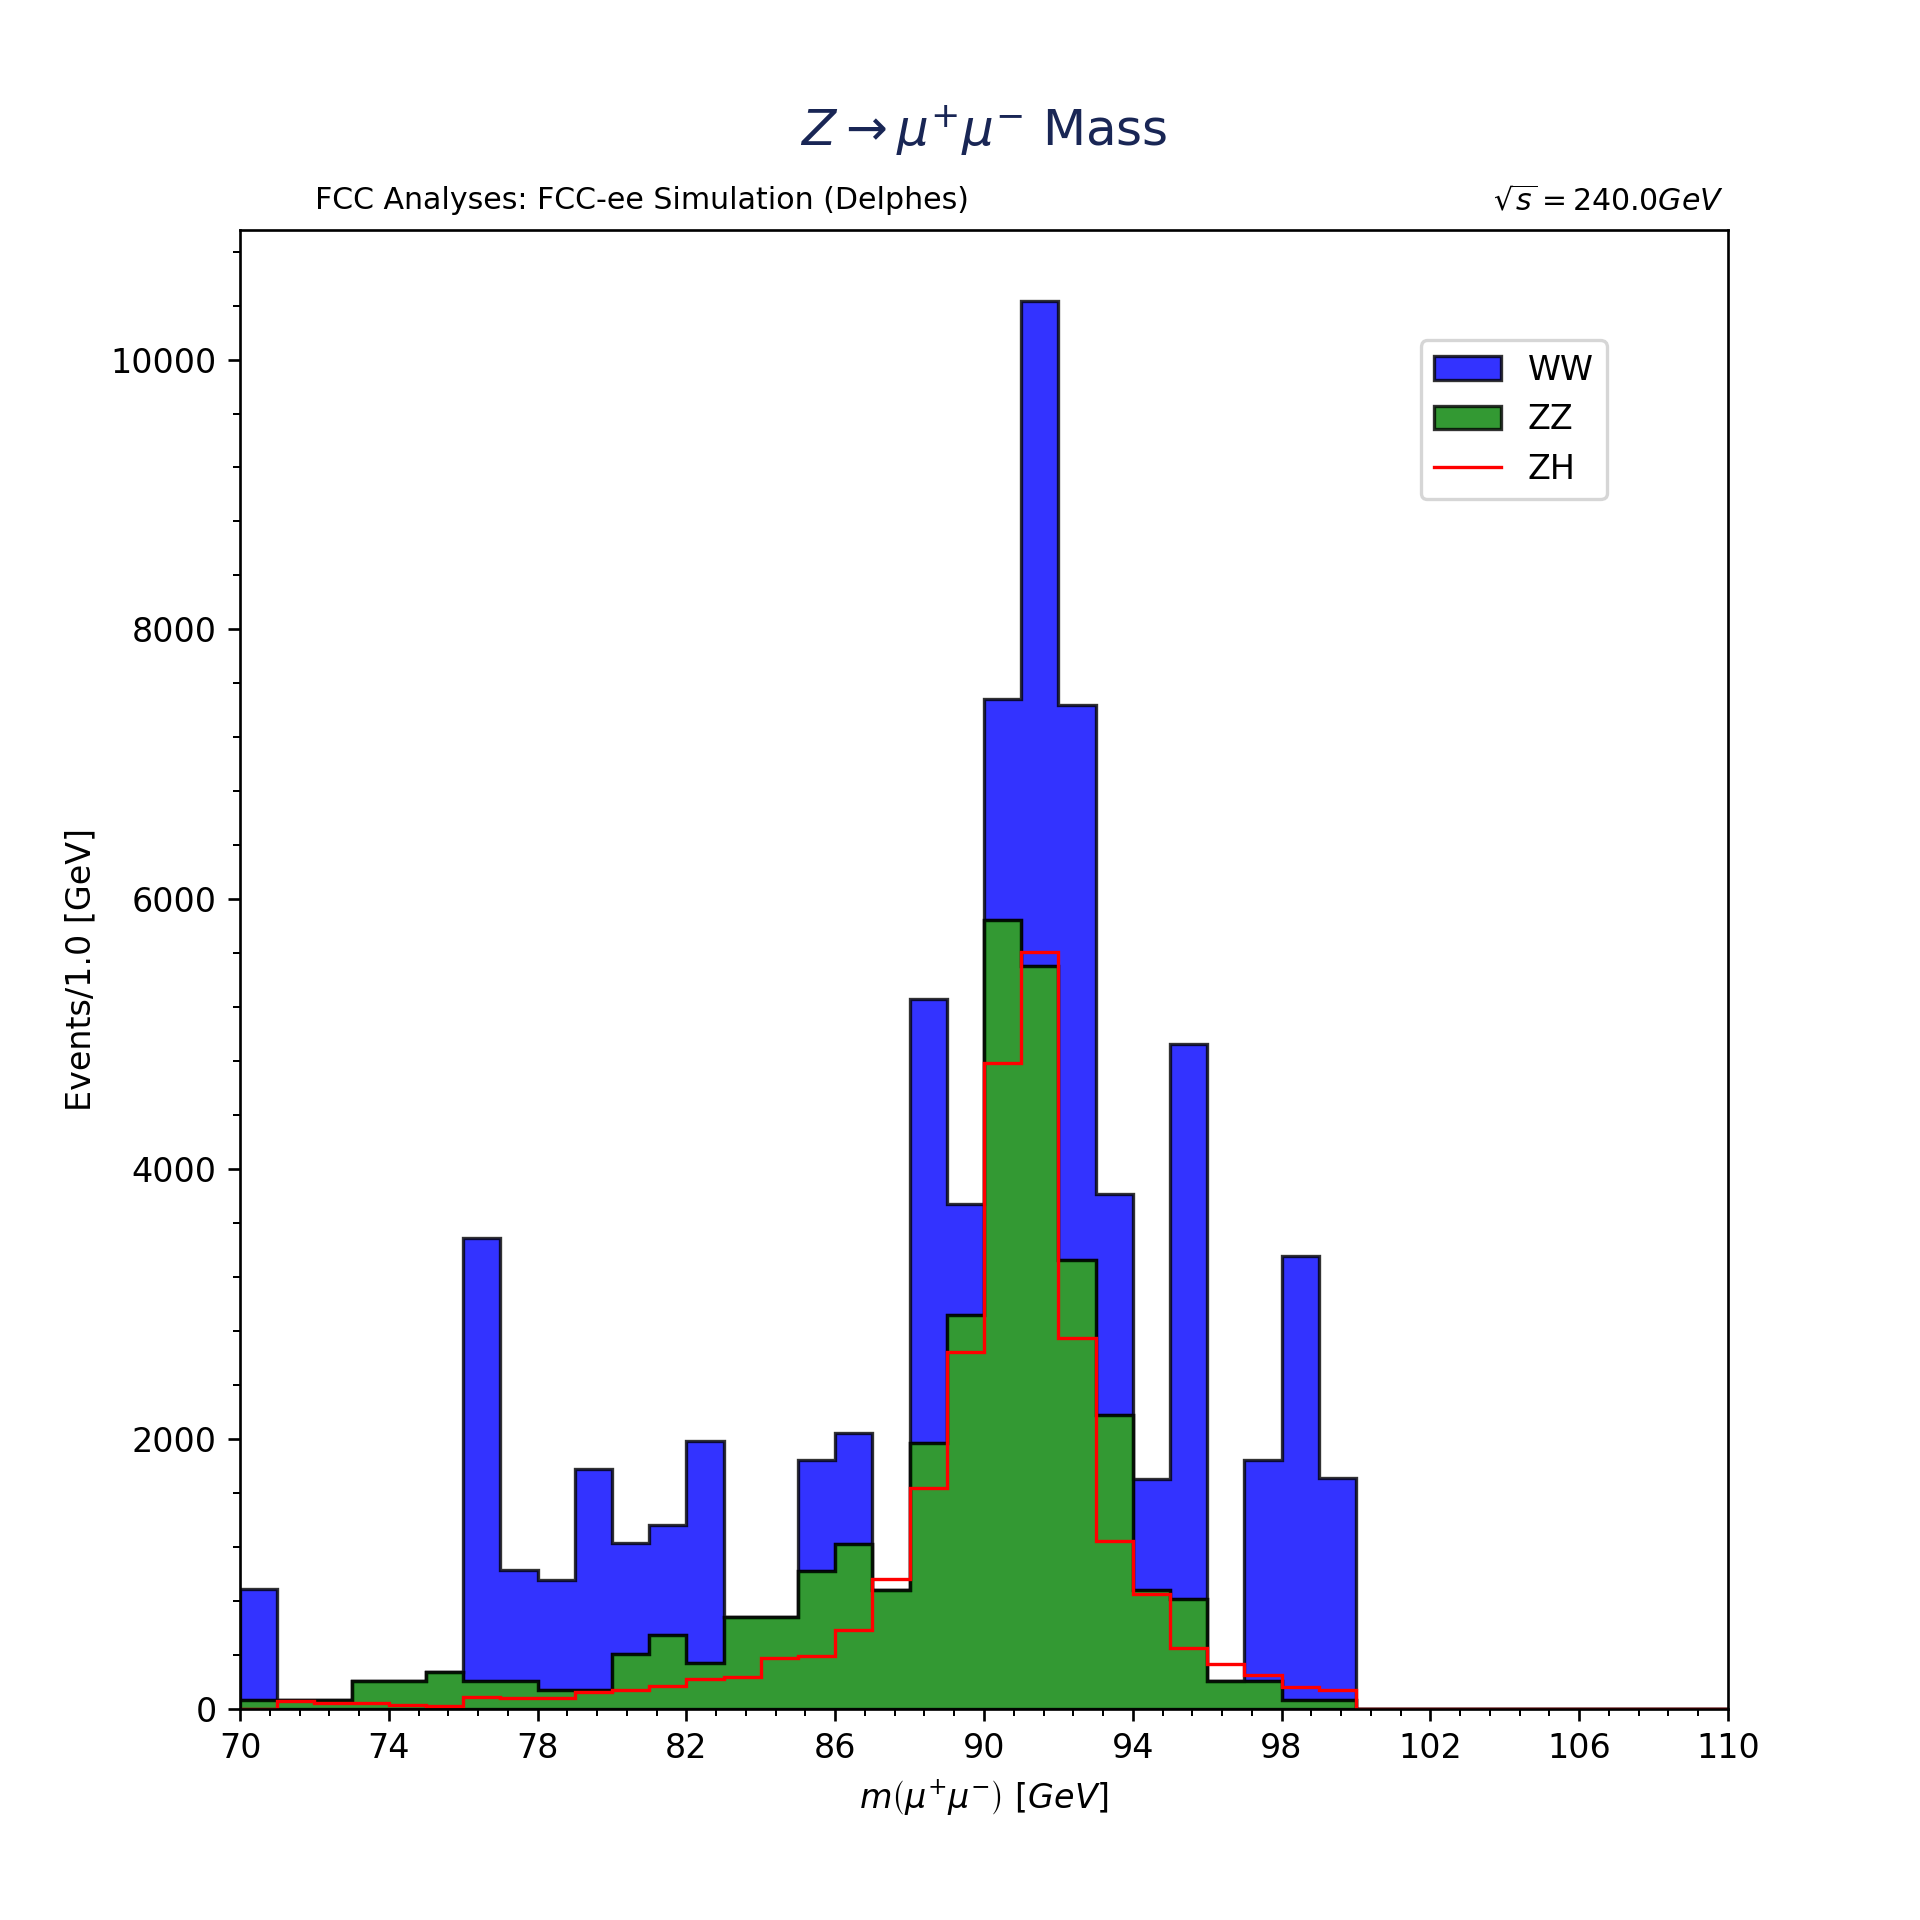 Z → μ⁺μ⁻ Mass
FCC Analyses: FCC-ee Simulation (Delphes)
√s = 240.0GeV
10000
8000
6000
4000
2000
0
Events/1.0 [GeV]
WW
ZZ
ZH
70 74 78 82 86 90 94 98 102 106 110
m(μ⁺μ⁻) [GeV]